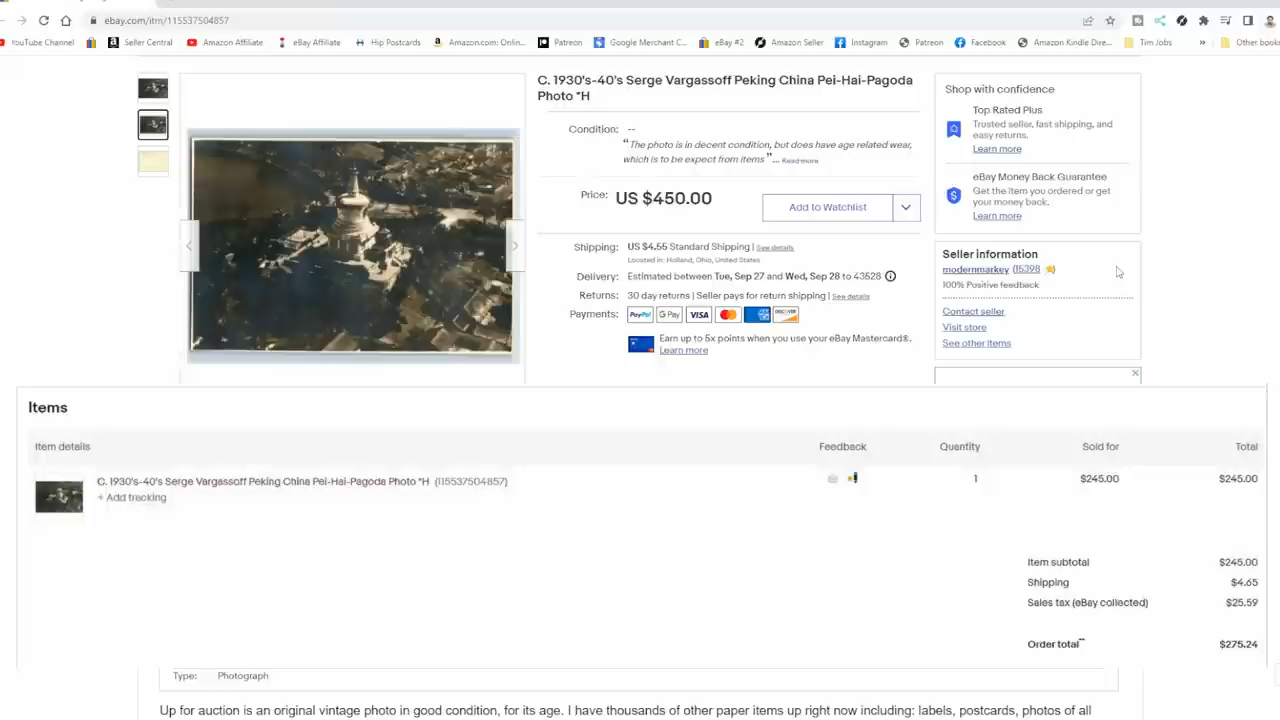 ebay.com/itm/115537504857
YouTube Channel Seller Central Amazon Affiliate eBay Affiliate Hip Postcards Amazon.com: Onlin... Patreon Google Merchant C... eBay #2 Amazon Seller Instagram Patreon Facebook Amazon Kindle Dire... Tim Jobs » Other book
C. 1930's-40's Serge Vargassoff Peking China Pei-Hai-Pagoda
Photo *H
Condition: --
“The photo is in decent condition, but does have age related wear,
which is to be expect from items ”... Read more
Price: US $450.00
Add to Watchlist
Shipping: US $4.55 Standard Shipping | See details
Located in: Holland, Ohio, United States
Delivery: Estimated between Tue, Sep 27 and Wed, Sep 28 to 43528
Returns: 30 day returns | Seller pays for return shipping | See details
Payments: PayPal G Pay VISA DISCOVER
Earn up to 5x points when you use your eBay Mastercard®.
Learn more
Shop with confidence
Top Rated Plus
Trusted seller, fast shipping, and
easy returns.
Learn more
eBay Money Back Guarantee
Get the item you ordered or get
your money back.
Learn more
Seller information
modernmarkey (15398)
100% Positive feedback
Contact seller
Visit store
See other items
Items
Item details Feedback Quantity Sold for Total
C. 1930's-40's Serge Vargassoff Peking China Pei-Hai-Pagoda Photo *H (115537504857) 1 $245.00 $245.00
+ Add tracking
Item subtotal $245.00
Shipping $4.65
Sales tax (eBay collected) $25.59
Order total** $275.24
Type: Photograph
Up for auction is an original vintage photo in good condition, for its age. I have thousands of other paper items up right now including: labels, postcards, photos of all